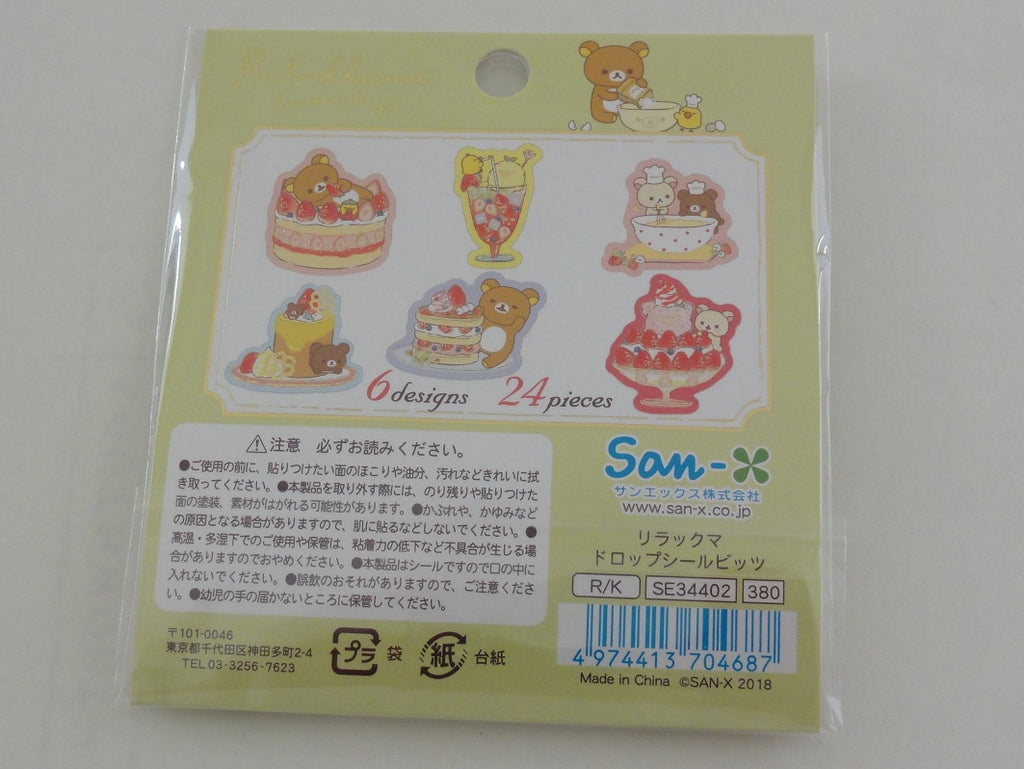 Rilakkuma
6 designs 24 pieces
⚠注意 必ずお読みください。
●ご使用の前に、貼りつけたい面のほこりや油分、汚れなどきれいに拭
き取ってください。●本製品を取り外す際には、のり残りや貼りつけた
面の塗装、素材がはがれる可能性があります。●かぶれや、かゆみなど
の原因となる場合がありますので、肌に貼るなどしないでください。●
高温・多湿下でのご使用や保管は、粘着力の低下など不具合が生じる場
合がありますのでおやめください。●本製品はシールですので口の中に
入れないでください。●誤飲のおそれがありますので、ご注意くださ
い。●幼児の手の届かないところに保管してください。
〒101-0046
東京都千代田区神田多町2-4
TEL 03-3256-7623
プラ 袋 紙 台紙
San-X
サンエックス株式会社
www.san-x.co.jp
リラックマ
ドロップシールビッツ
R/K SE34402 380
4 974413 704687
Made in China ©SAN-X 2018